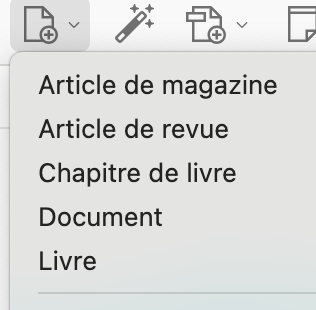 Article de magazine
Article de revue
Chapitre de livre
Document
Livre